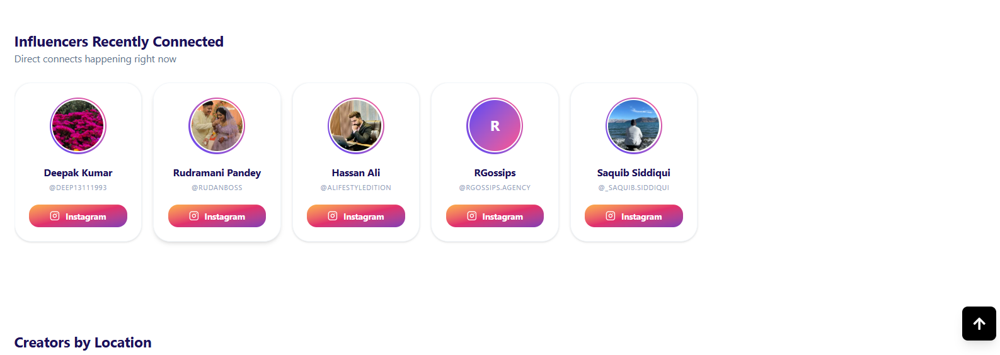 Influencers Recently Connected
Direct connects happening right now
R
Deepak Kumar
@DEEP13111993
Instagram
Rudramani Pandey
@RUDANBOSS
Instagram
Hassan Ali
@ALIFESTYLEDITION
Instagram
RGossips
@RGOSSIPS.AGENCY
Instagram
Saquib Siddiqui
@_SAQUIB.SIDDIQUI
Instagram
Creators by Location